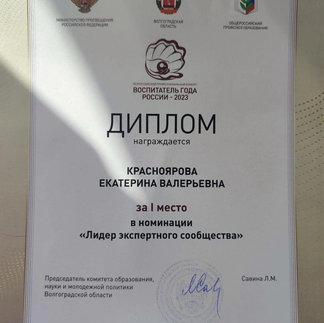 МИНИСТЕРСТВО ПРОСВЕЩЕНИЯ
РОССИЙСКОЙ ФЕДЕРАЦИИ
ВОЛГОГРАДСКАЯ
ОБЛАСТЬ
ОБЩЕРОССИЙСКИЙ
ПРОФСОЮЗ ОБРАЗОВАНИЯ
ВОСПИТАТЕЛЬ ГОДА
РОССИИ - 2023
ДИПЛОМ
награждается
КРАСНОЯРОВА
ЕКАТЕРИНА ВАЛЕРЬЕВНА
за I место
в номинации
«Лидер экспертного сообщества»
Председатель комитета образования,
науки и молодежной политики
Волгоградской области
Савина Л.М.